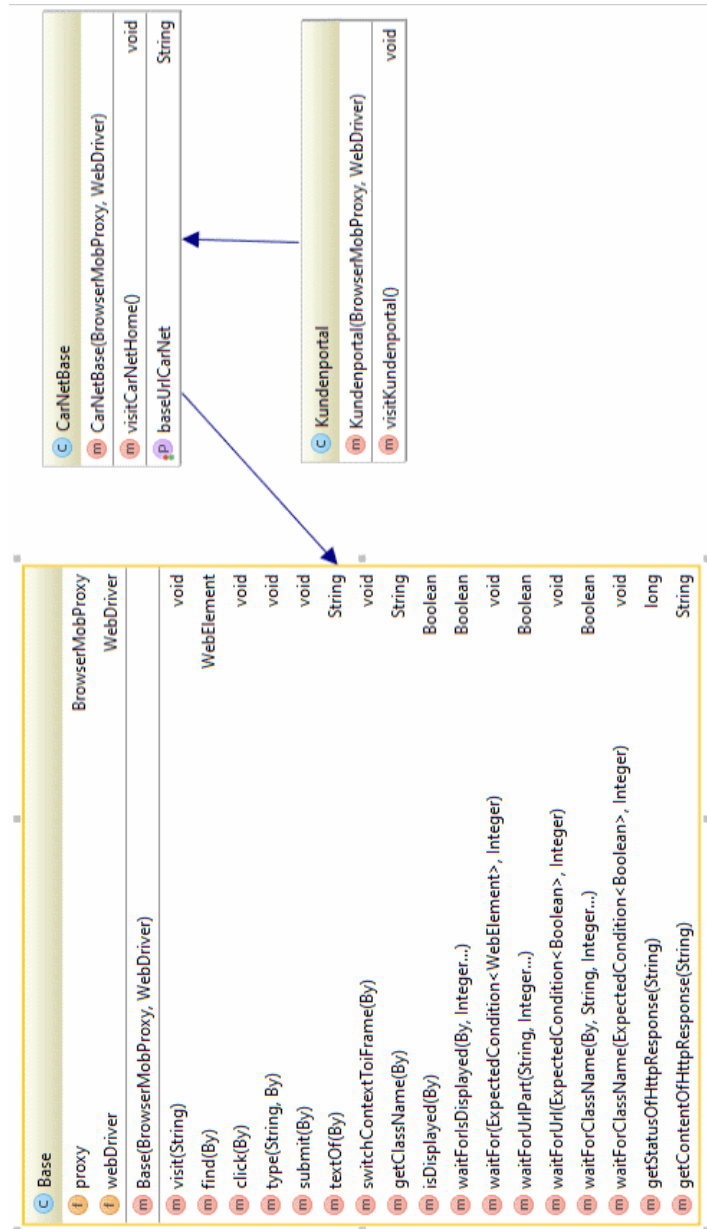 Base
proxy BrowserMobProxy
webDriver WebDriver
Base(BrowserMobProxy, WebDriver)
visit(String) void
find(By) WebElement
click(By) void
type(String, By) void
submit(By) void
textOf(By) String
switchContextToiFrame(By) void
getClassName(By) String
isDisplayed(By) Boolean
waitForIsDisplayed(By, Integer...) Boolean
waitFor(ExpectedCondition<WebElement>, Integer) void
waitForUrlPart(String, Integer...) Boolean
waitForUrl(ExpectedCondition<Boolean>, Integer) void
waitForClassName(By, String, Integer...) Boolean
waitForClassName(ExpectedCondition<Boolean>, Integer) void
getStatusOfHttpResponse(String) long
getContentOfHttpResponse(String) String
CarNetBase
CarNetBase(BrowserMobProxy, WebDriver)
visitCarNetHome() void
baseUrlCarNet String
Kundenportal
Kundenportal(BrowserMobProxy, WebDriver)
visitKundenportal() void